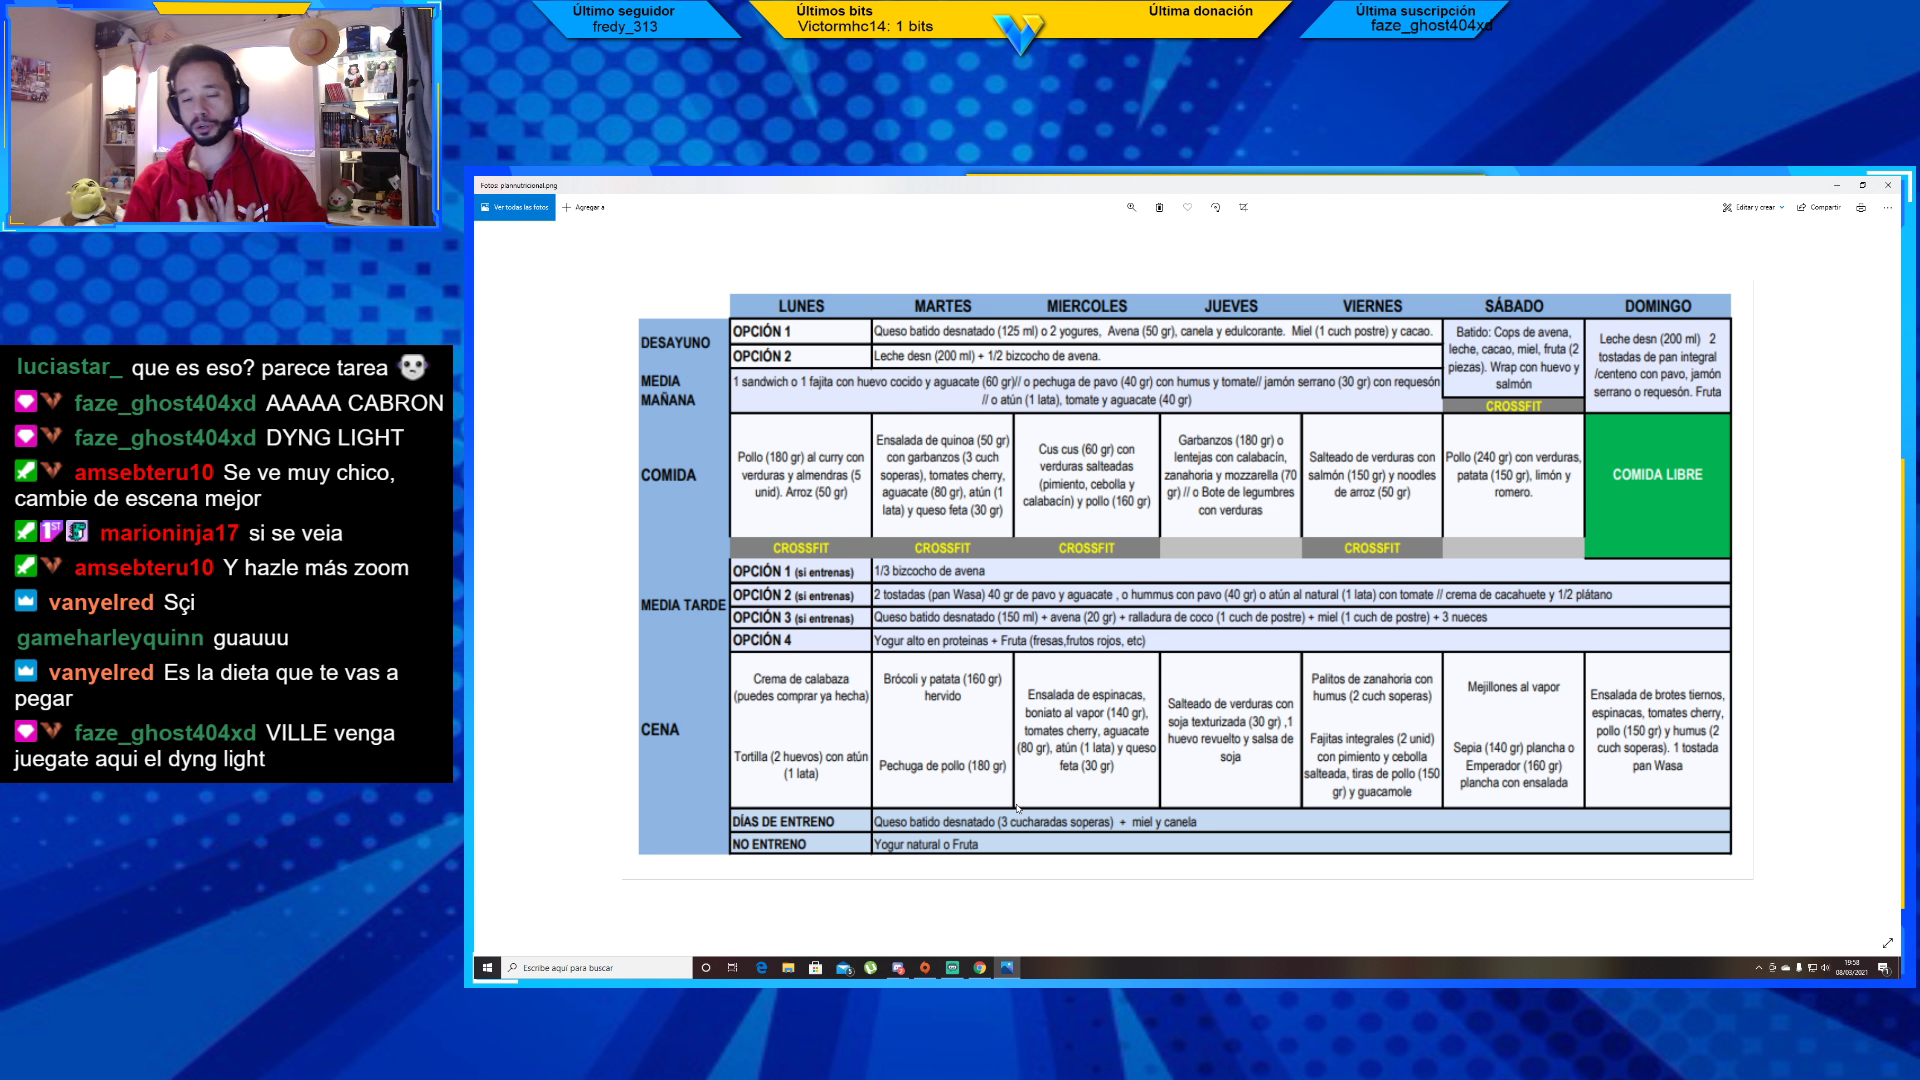 Último seguidor
fredy_313
Últimos bits
Victormhc14: 1 bits
Última donación
Última suscripción
faze_ghost404xd
luciastar_ que es eso? parece tarea
faze_ghost404xd AAAAA CABRON
faze_ghost404xd DYNG LIGHT
amsebteru10 Se ve muy chico,
cambie de escena mejor
marioninja17 si se veia
amsebteru10 Y hazle más zoom
vanyelred Sçi
gameharleyquinn guauuu
vanyelred Es la dieta que te vas a
pegar
faze_ghost404xd VILLE venga
juegate aqui el dyng light
Fotos: plannutricional.png
Ver todas las fotos
Agregar a
Editar y crear
Compartir
LUNES MARTES MIERCOLES JUEVES VIERNES SÁBADO DOMINGO
DESAYUNO
OPCIÓN 1
Queso batido desnatado (125 ml) o 2 yogures, Avena (50 gr), canela y edulcorante. Miel (1 cuch postre) y cacao.
OPCIÓN 2
Leche desn (200 ml) + 1/2 bizcocho de avena.
Batido: Cops de avena,
leche, cacao, miel, fruta (2
piezas). Wrap con huevo y
salmón
CROSSFIT
Leche desn (200 ml) 2
tostadas de pan integral
/centeno con pavo, jamón
serrano o requesón. Fruta
MEDIA
MAÑANA
1 sandwich o 1 fajita con huevo cocido y aguacate (60 gr)// o pechuga de pavo (40 gr) con humus y tomate// jamón serrano (30 gr) con requesón
// o atún (1 lata), tomate y aguacate (40 gr)
COMIDA
Pollo (180 gr) al curry con
verduras y almendras (5
unid). Arroz (50 gr)
Ensalada de quinoa (50 gr)
con garbanzos (3 cuch
soperas), tomates cherry,
aguacate (80 gr), atún (1
lata) y queso feta (30 gr)
Cus cus (60 gr) con
verduras salteadas
(pimiento, cebolla y
calabacín) y pollo (160 gr)
Garbanzos (180 gr) o
lentejas con calabacín,
zanahoria y mozzarella (70
gr) // o Bote de legumbres
con verduras
Salteado de verduras con
salmón (150 gr) y noodles
de arroz (50 gr)
Pollo (240 gr) con verduras,
patata (150 gr), limón y
romero.
COMIDA LIBRE
CROSSFIT CROSSFIT CROSSFIT CROSSFIT
MEDIA TARDE
OPCIÓN 1 (si entrenas)
1/3 bizcocho de avena
OPCIÓN 2 (si entrenas)
2 tostadas (pan Wasa) 40 gr de pavo y aguacate , o hummus con pavo (40 gr) o atún al natural (1 lata) con tomate // crema de cacahuete y 1/2 plátano
OPCIÓN 3 (si entrenas)
Queso batido desnatado (150 ml) + avena (20 gr) + ralladura de coco (1 cuch de postre) + miel (1 cuch de postre) + 3 nueces
OPCIÓN 4
Yogur alto en proteinas + Fruta (fresas,frutos rojos, etc)
CENA
Crema de calabaza
(puedes comprar ya hecha)
Tortilla (2 huevos) con atún
(1 lata)
Brócoli y patata (160 gr)
hervido
Pechuga de pollo (180 gr)
Ensalada de espinacas,
boniato al vapor (140 gr),
tomates cherry, aguacate
(80 gr), atún (1 lata) y queso
feta (30 gr)
Salteado de verduras con
soja texturizada (30 gr) ,1
huevo revuelto y salsa de
soja
Palitos de zanahoria con
humus (2 cuch soperas)
Fajitas integrales (2 unid)
con pimiento y cebolla
salteada, tiras de pollo (150
gr) y guacamole
Mejillones al vapor
Sepia (140 gr) plancha o
Emperador (160 gr)
plancha con ensalada
Ensalada de brotes tiernos,
espinacas, tomates cherry,
pollo (150 gr) y humus (2
cuch soperas). 1 tostada
pan Wasa
DÍAS DE ENTRENO
Queso batido desnatado (3 cucharadas soperas) + miel y canela
NO ENTRENO
Yogur natural o Fruta
Escribe aquí para buscar
19:58
08/03/2021